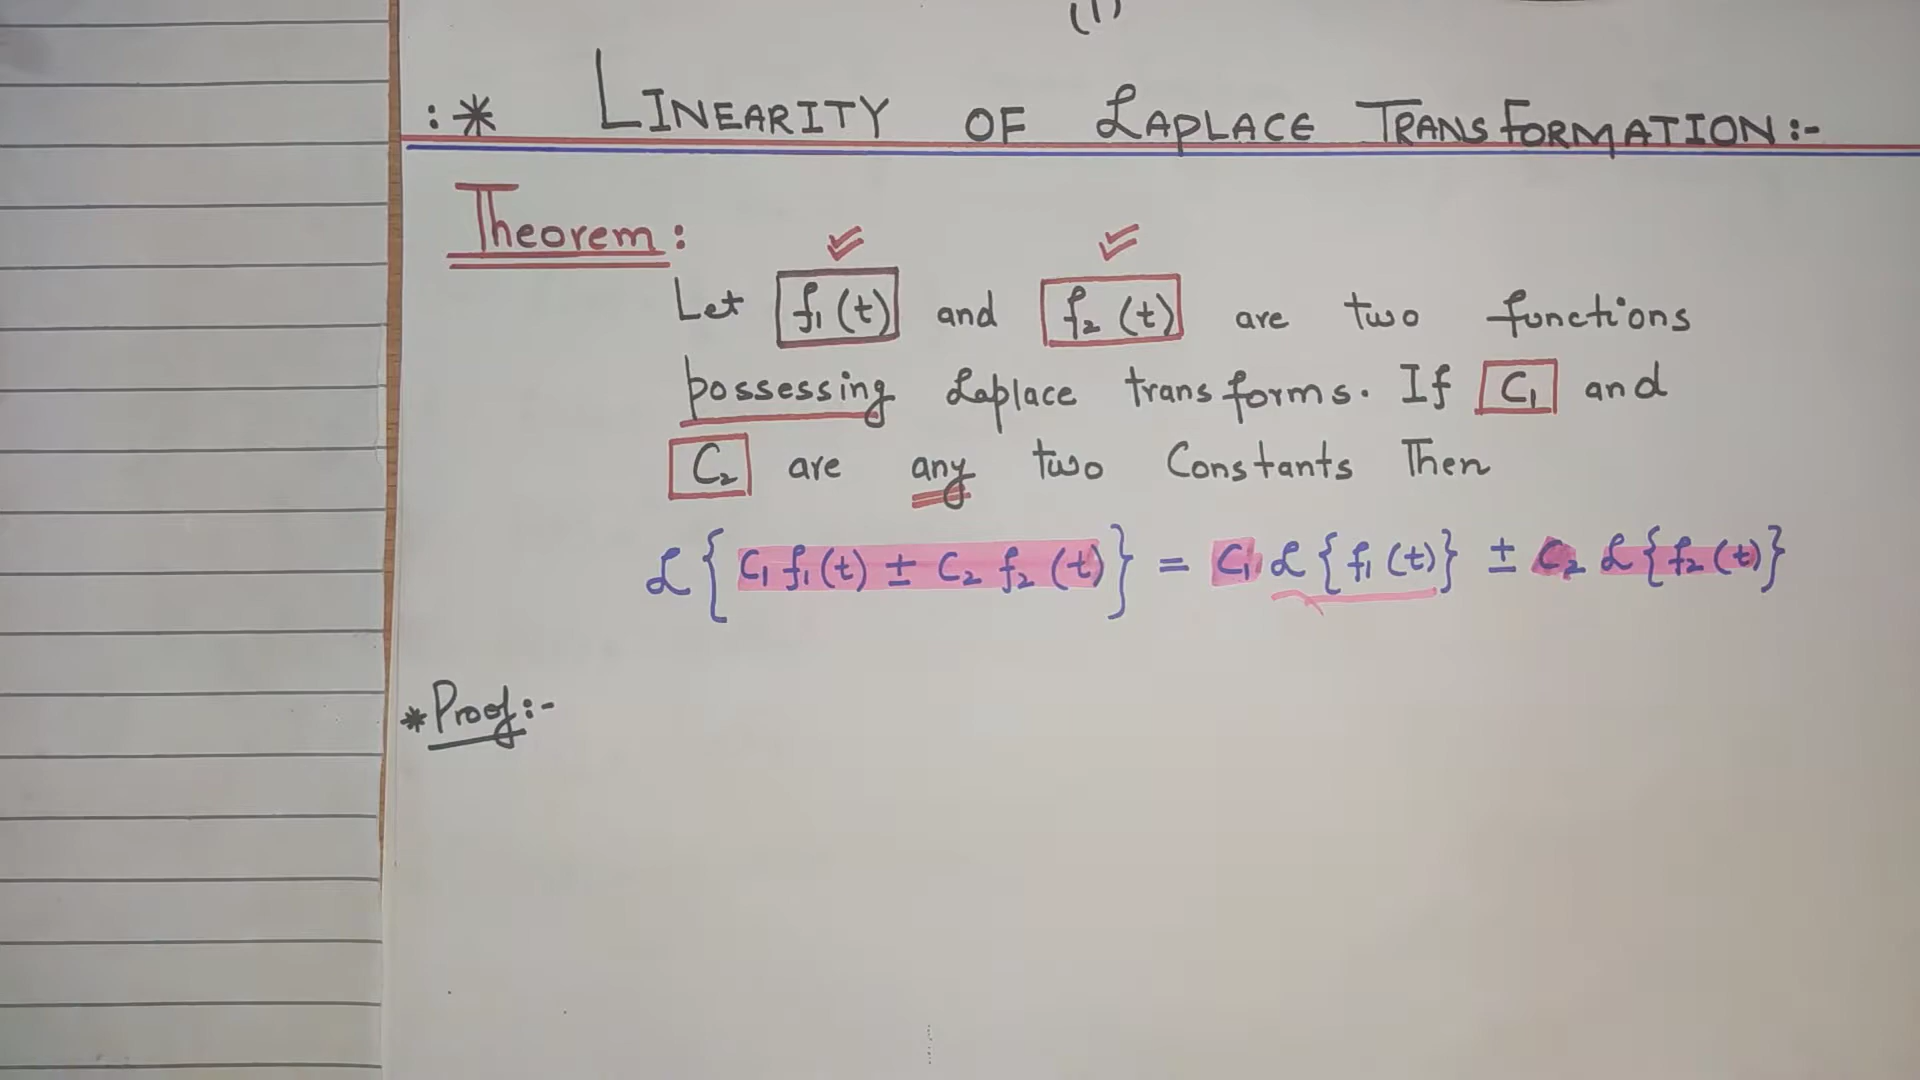 (1)
:* LINEARITY OF ℒAPLACE TRANSFORMATION:-
Theorem:
Let f₁(t) and f₂(t) are two functions
possessing ℒaplace transforms. If C₁ and
C₂ are any two Constants Then
ℒ{C₁ f₁(t) ± C₂ f₂(t)} = C₁ ℒ{f₁(t)} ± C₂ ℒ{f₂(t)}
* Proof:-